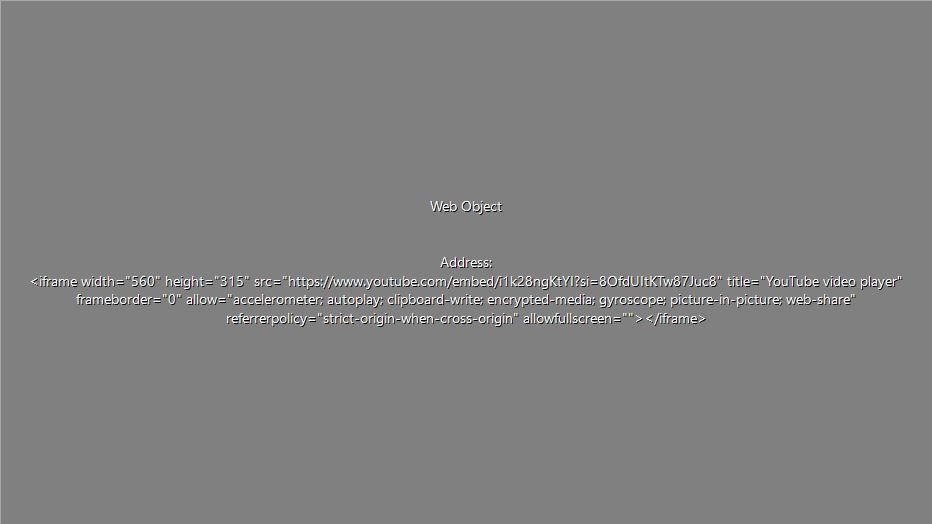 Web Object
Address:
<iframe width="560" height="315" src="https://www.youtube.com/embed/i1k28ngKtYI?si=8OfdUItKTw87Juc8" title="YouTube video player"
frameborder="0" allow="accelerometer; autoplay; clipboard-write; encrypted-media; gyroscope; picture-in-picture; web-share"
referrerpolicy="strict-origin-when-cross-origin" allowfullscreen=""></iframe>